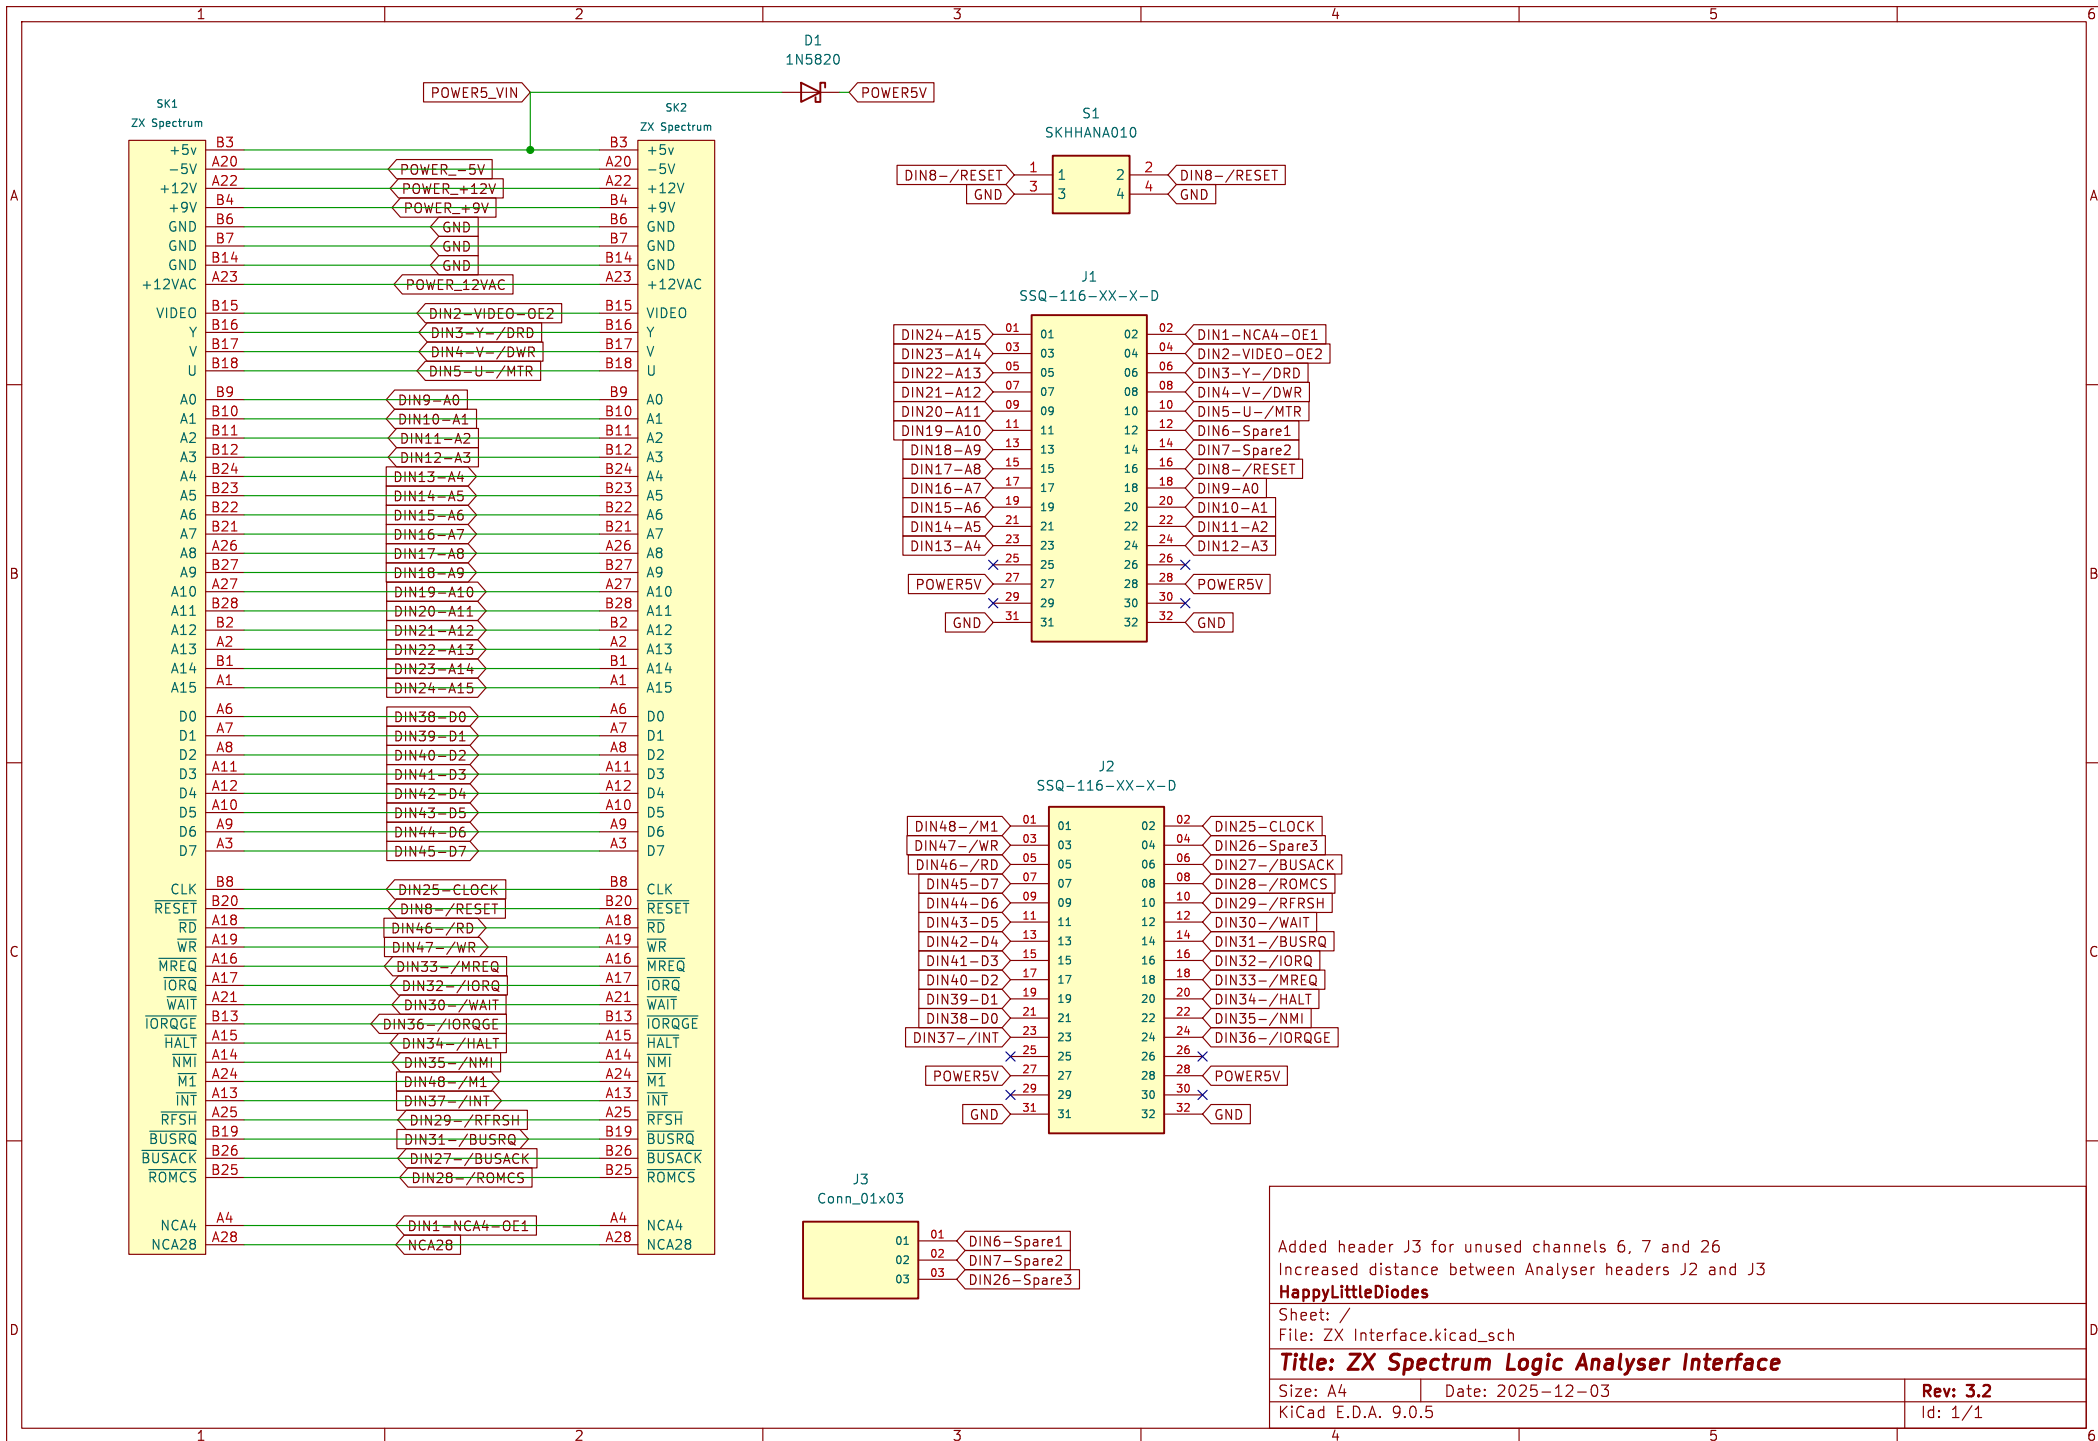 1 2 3 4 5 6
D1
1N5820
POWER5_VIN POWER5V
SK1
ZX Spectrum
SK2
ZX Spectrum
+5v B3 B3 +5v
-5V A20 POWER_-5V A20 -5V
+12V A22 POWER_+12V A22 +12V
+9V B4 POWER_+9V B4 +9V
GND B6 GND B6 GND
GND B7 GND B7 GND
GND B14 GND B14 GND
+12VAC A23 POWER_12VAC A23 +12VAC
VIDEO B15 DIN2-VIDEO-OE2 B15 VIDEO
Y B16 DIN3-Y-/DRD B16 Y
V B17 DIN4-V-/DWR B17 V
U B18 DIN5-U-/MTR B18 U
A0 B9 DIN9-A0 B9 A0
A1 B10 DIN10-A1 B10 A1
A2 B11 DIN11-A2 B11 A2
A3 B12 DIN12-A3 B12 A3
A4 B24 DIN13-A4 B24 A4
A5 B23 DIN14-A5 B23 A5
A6 B22 DIN15-A6 B22 A6
A7 B21 DIN16-A7 B21 A7
A8 A26 DIN17-A8 A26 A8
A9 B27 DIN18-A9 B27 A9
A10 A27 DIN19-A10 A27 A10
A11 B28 DIN20-A11 B28 A11
A12 B2 DIN21-A12 B2 A12
A13 A2 DIN22-A13 A2 A13
A14 B1 DIN23-A14 B1 A14
A15 A1 DIN24-A15 A1 A15
D0 A6 DIN38-D0 A6 D0
D1 A7 DIN39-D1 A7 D1
D2 A8 DIN40-D2 A8 D2
D3 A11 DIN41-D3 A11 D3
D4 A12 DIN42-D4 A12 D4
D5 A10 DIN43-D5 A10 D5
D6 A9 DIN44-D6 A9 D6
D7 A3 DIN45-D7 A3 D7
CLK B8 DIN25-CLOCK B8 CLK
RESET B20 DIN8-/RESET B20 RESET
RD A18 DIN46-/RD A18 RD
WR A19 DIN47-/WR A19 WR
MREQ A16 DIN33-/MREQ A16 MREQ
IORQ A17 DIN32-/IORQ A17 IORQ
WAIT A21 DIN30-/WAIT A21 WAIT
IORQGE B13 DIN36-/IORQGE B13 IORQGE
HALT A15 DIN34-/HALT A15 HALT
NMI A14 DIN35-/NMI A14 NMI
M1 A24 DIN48-/M1 A24 M1
INT A13 DIN37-/INT A13 INT
RFSH A25 DIN29-/RFRSH A25 RFSH
BUSRQ B19 DIN31-/BUSRQ B19 BUSRQ
BUSACK B26 DIN27-/BUSACK B26 BUSACK
ROMCS B25 DIN28-/ROMCS B25 ROMCS
NCA4 A4 DIN1-NCA4-OE1 A4 NCA4
NCA28 A28 NCA28 A28 NCA28
S1
SKHHANA010
DIN8-/RESET 1 1 2 2 DIN8-/RESET
GND 3 3 4 4 GND
J1
SSQ-116-XX-X-D
DIN24-A15 01 01 02 02 DIN1-NCA4-OE1
DIN23-A14 03 03 04 04 DIN2-VIDEO-OE2
DIN22-A13 05 05 06 06 DIN3-Y-/DRD
DIN21-A12 07 07 08 08 DIN4-V-/DWR
DIN20-A11 09 09 10 10 DIN5-U-/MTR
DIN19-A10 11 11 12 12 DIN6-Spare1
DIN18-A9 13 13 14 14 DIN7-Spare2
DIN17-A8 15 15 16 16 DIN8-/RESET
DIN16-A7 17 17 18 18 DIN9-A0
DIN15-A6 19 19 20 20 DIN10-A1
DIN14-A5 21 21 22 22 DIN11-A2
DIN13-A4 23 23 24 24 DIN12-A3
25 25 26 26
POWER5V 27 27 28 28 POWER5V
29 29 30 30
GND 31 31 32 32 GND
J2
SSQ-116-XX-X-D
DIN48-/M1 01 01 02 02 DIN25-CLOCK
DIN47-/WR 03 03 04 04 DIN26-Spare3
DIN46-/RD 05 05 06 06 DIN27-/BUSACK
DIN45-D7 07 07 08 08 DIN28-/ROMCS
DIN44-D6 09 09 10 10 DIN29-/RFRSH
DIN43-D5 11 11 12 12 DIN30-/WAIT
DIN42-D4 13 13 14 14 DIN31-/BUSRQ
DIN41-D3 15 15 16 16 DIN32-/IORQ
DIN40-D2 17 17 18 18 DIN33-/MREQ
DIN39-D1 19 19 20 20 DIN34-/HALT
DIN38-D0 21 21 22 22 DIN35-/NMI
DIN37-/INT 23 23 24 24 DIN36-/IORQGE
25 25 26 26
POWER5V 27 27 28 28 POWER5V
29 29 30 30
GND 31 31 32 32 GND
J3
Conn_01x03
01 01 DIN6-Spare1
02 02 DIN7-Spare2
03 03 DIN26-Spare3
A A
B B
C C
D D
Added header J3 for unused channels 6, 7 and 26
Increased distance between Analyser headers J2 and J3
HappyLittleDiodes
Sheet: /
File: ZX Interface.kicad_sch
Title: ZX Spectrum Logic Analyser Interface
Size: A4 Date: 2025-12-03 Rev: 3.2
KiCad E.D.A. 9.0.5 Id: 1/1
1 2 3 4 5 6